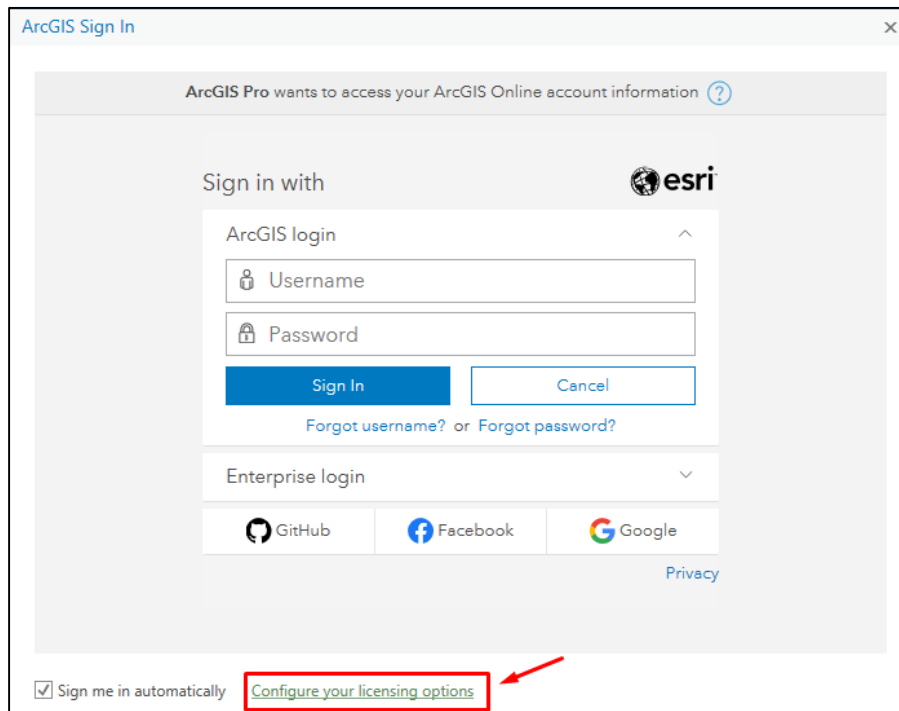 ArcGIS Sign In
ArcGIS Pro wants to access your ArcGIS Online account information ?
Sign in with esri
ArcGIS login
Username
Password
Sign In Cancel
Forgot username? or Forgot password?
Enterprise login
GitHub Facebook Google
Privacy
Sign me in automatically Configure your licensing options